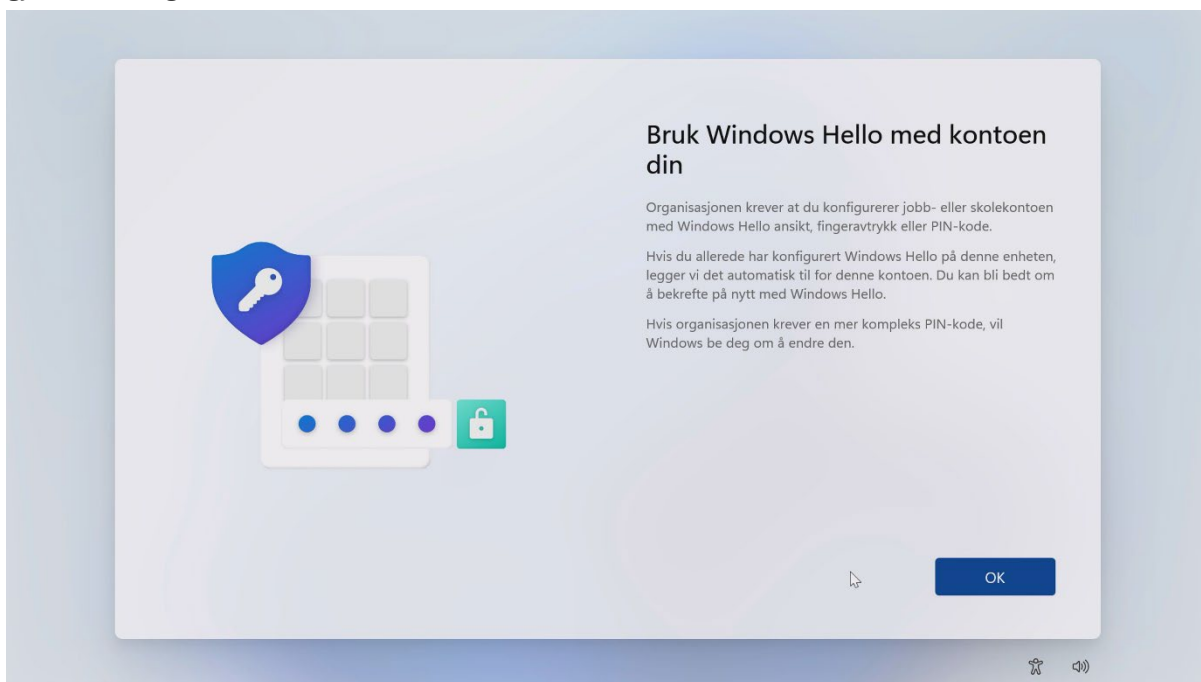 Bruk Windows Hello med kontoen
din
Organisasjonen krever at du konfigurerer jobb- eller skolekontoen
med Windows Hello ansikt, fingeravtrykk eller PIN-kode.
Hvis du allerede har konfigurert Windows Hello på denne enheten,
legger vi det automatisk til for denne kontoen. Du kan bli bedt om
å bekrefte på nytt med Windows Hello.
Hvis organisasjonen krever en mer kompleks PIN-kode, vil
Windows be deg om å endre den.
OK